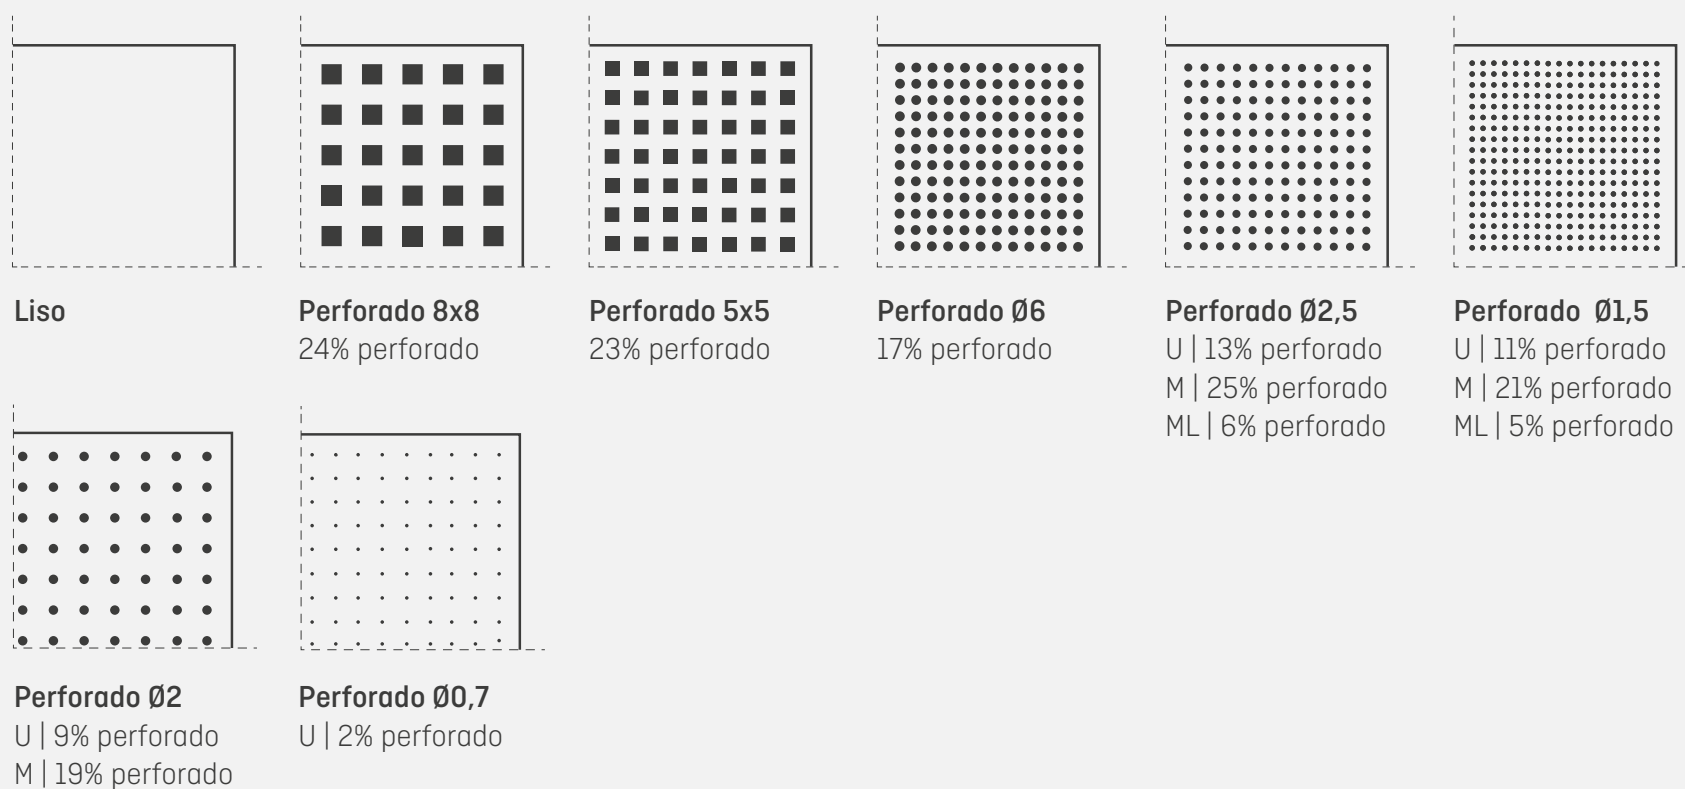 Liso
Perforado 8x8
24% perforado
Perforado 5x5
23% perforado
Perforado Ø6
17% perforado
Perforado Ø2,5
U | 13% perforado
M | 25% perforado
ML | 6% perforado
Perforado Ø1,5
U | 11% perforado
M | 21% perforado
ML | 5% perforado
Perforado Ø2
U | 9% perforado
M | 19% perforado
Perforado Ø0,7
U | 2% perforado